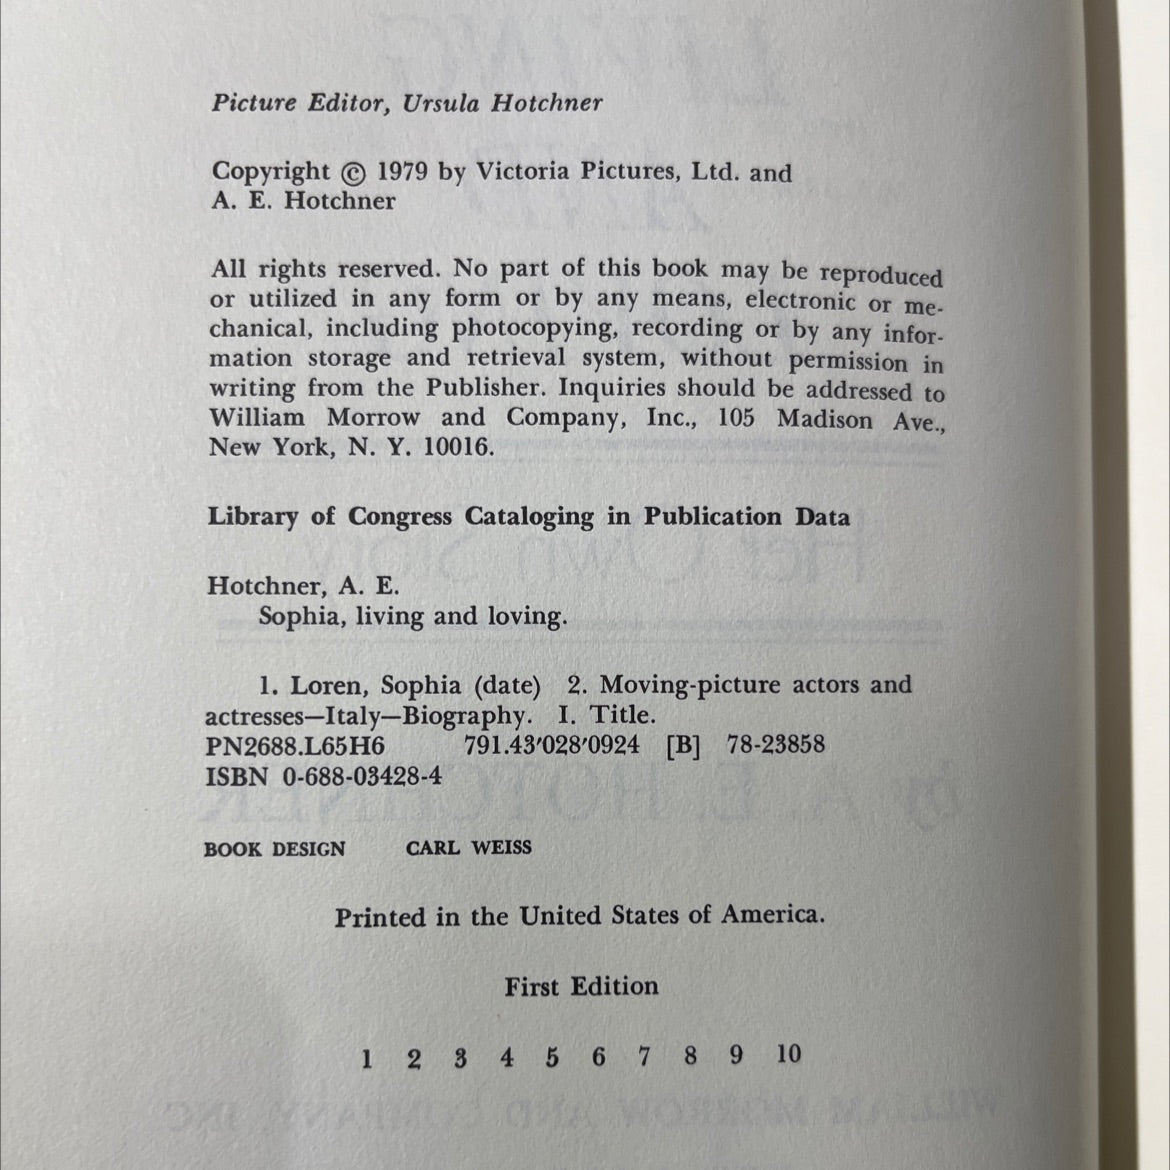 Picture Editor, Ursula Hotchner
Copyright © 1979 by Victoria Pictures, Ltd. and
A. E. Hotchner
All rights reserved. No part of this book may be reproduced
or utilized in any form or by any means, electronic or me-
chanical, including photocopying, recording or by any infor-
mation storage and retrieval system, without permission in
writing from the Publisher. Inquiries should be addressed to
William Morrow and Company, Inc., 105 Madison Ave.,
New York, N. Y. 10016.
Library of Congress Cataloging in Publication Data
Hotchner, A. E.
Sophia, living and loving.
1. Loren, Sophia (date) 2. Moving-picture actors and
actresses—Italy—Biography. I. Title.
PN2688.L65H6 791.43′028′0924 [B] 78-23858
ISBN 0-688-03428-4
BOOK DESIGN CARL WEISS
Printed in the United States of America.
First Edition
1 2 3 4 5 6 7 8 9 10